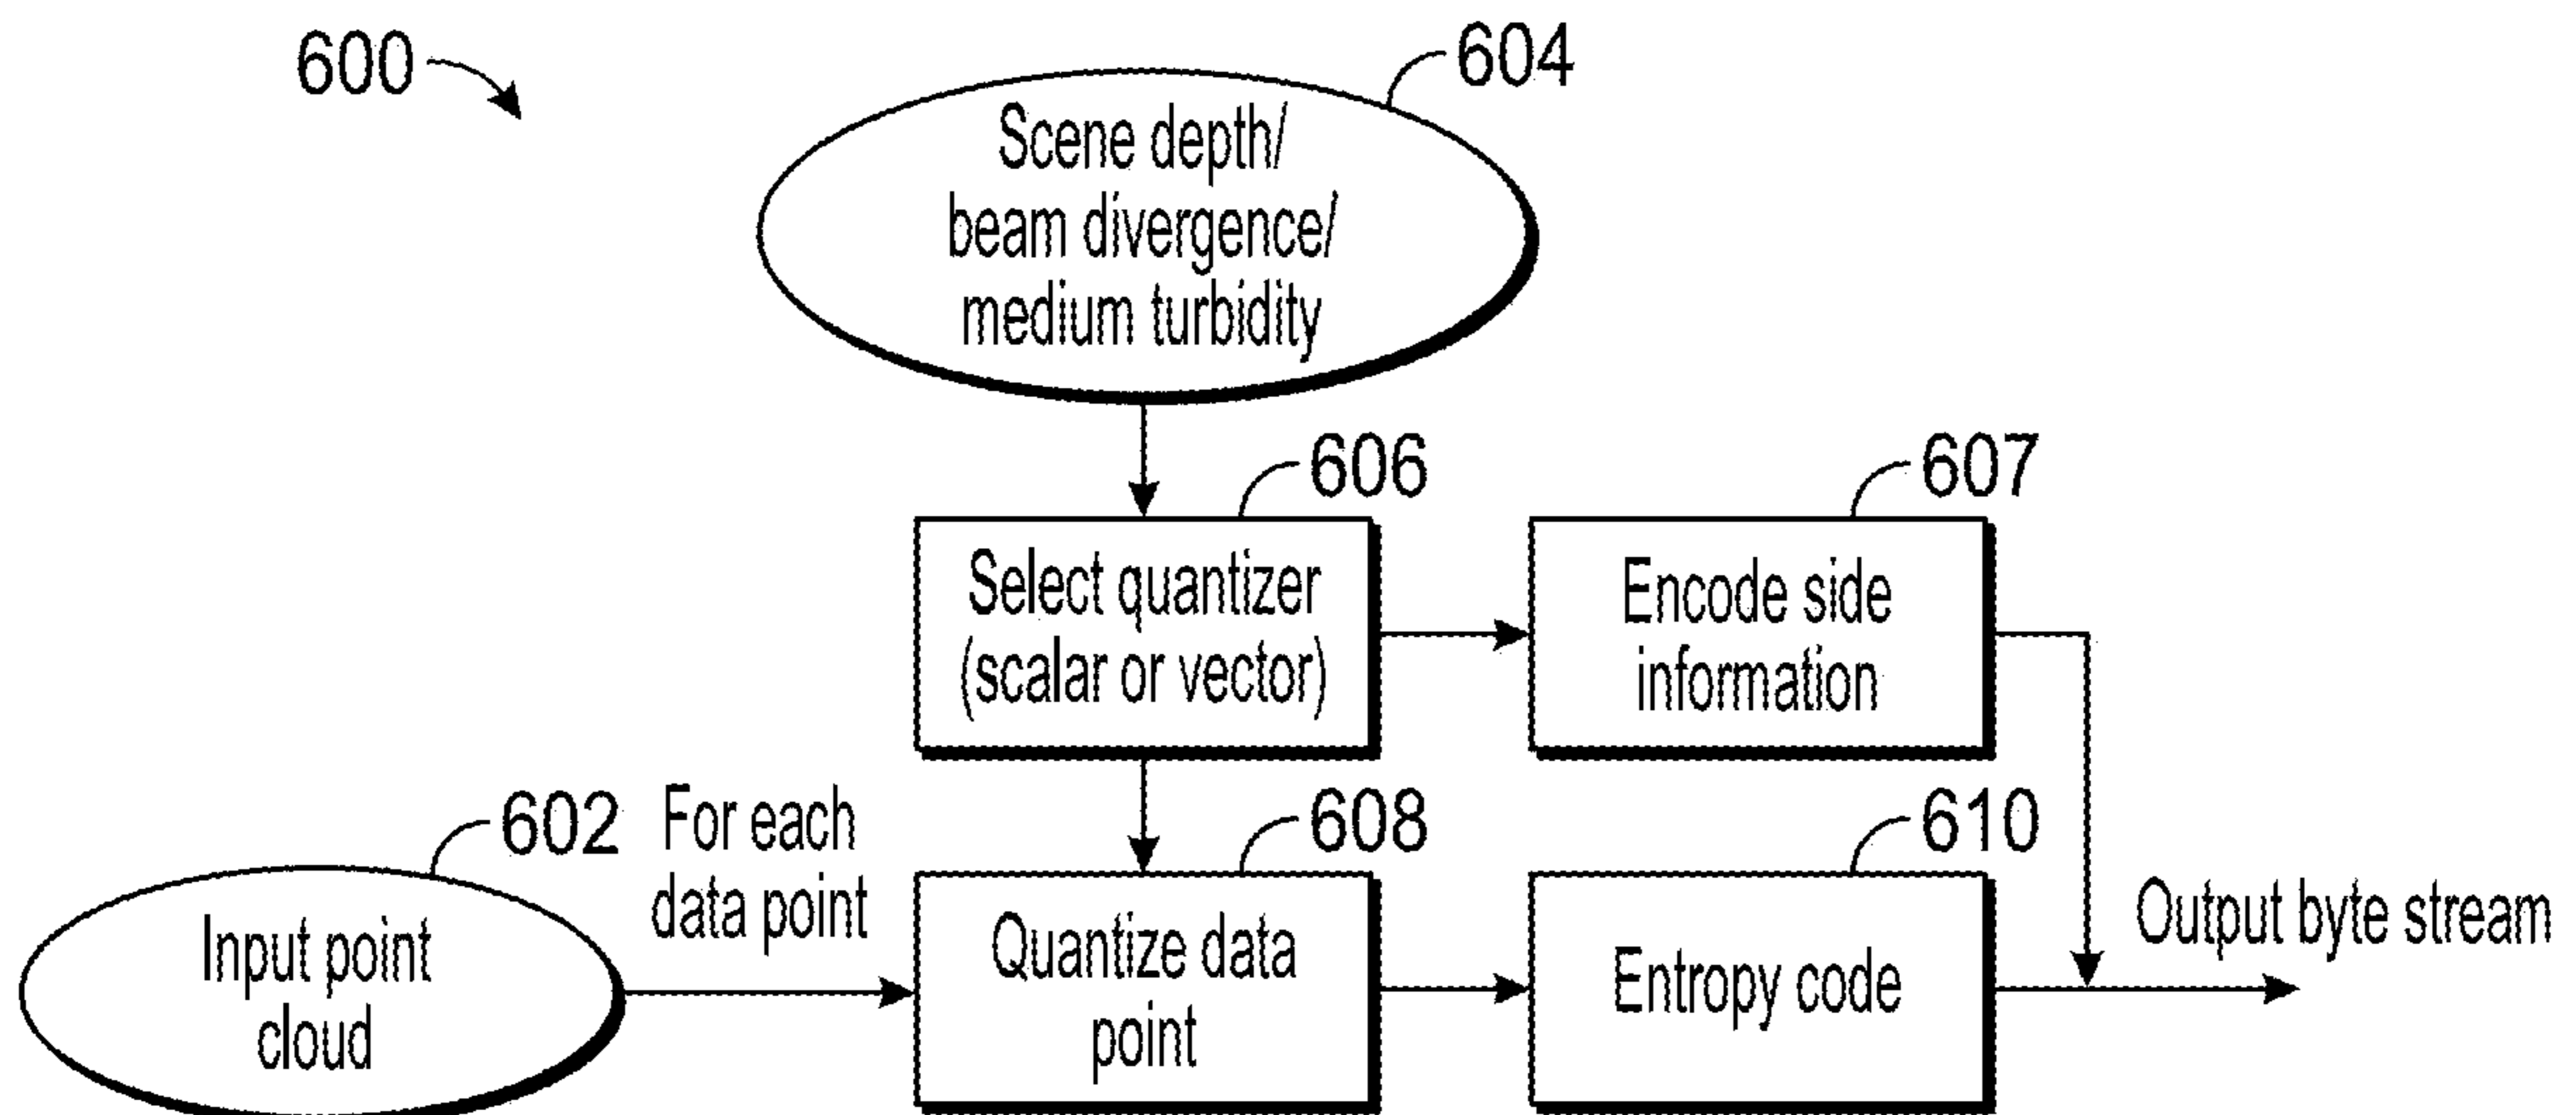 600
604
Scene depth/
beam divergence/
medium turbidity
606
607
Select quantizer
(scalar or vector)
Encode side
information
602
For each
data point
608
610
Input point
cloud
Quantize data
point
Entropy code
Output byte stream